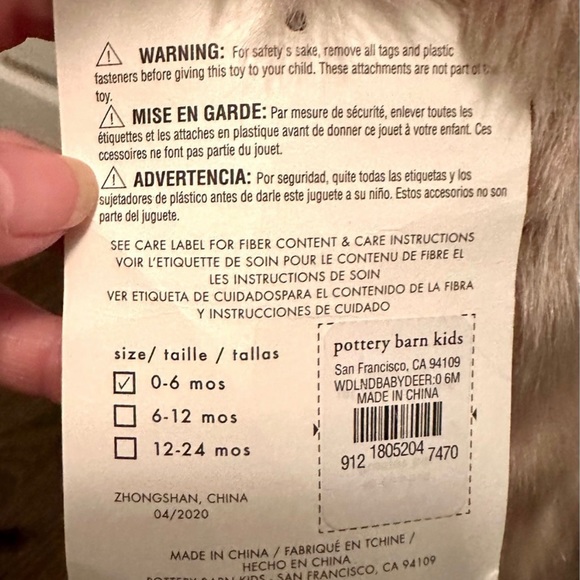 WARNING: For safety's sake, remove all tags and plastic
fasteners before giving this toy to your child. These attachments are not part of
toy.
MISE EN GARDE: Par mesure de sécurité, enlever toutes les
étiquettes et les attaches en plastique avant de donner ce jouet à votre enfant. Ces
ccessoires ne font pas partie du jouet.
ADVERTENCIA: Por seguridad, quite todas las etiquetas y los
sujetadores de plástico antes de darle este juguete a su niño. Estos accesorios no son
parte del juguete.
SEE CARE LABEL FOR FIBER CONTENT & CARE INSTRUCTIONS
VOIR L'ETIQUETTE DE SOIN POUR LE CONTENU DE FIBRE EL
LES INSTRUCTIONS DE SOIN
VER ETIQUETA DE CUIDADOSPARA EL CONTENIDO DE LA FIBRA
Y INSTRUCCIONES DE CUIDADO
size/ taille / tallas
0-6 mos
6-12 mos
12-24 mos
pottery barn kids
San Francisco, CA 94109
WDLNDBABYDEER:0 6M
MADE IN CHINA
912 1805204 7470
ZHONGSHAN, CHINA
04/2020
MADE IN CHINA / FABRIQUÉ EN TCHINE /
HECHO EN CHINA
POTTERY BARN KIDS - SAN FRANCISCO, CA 94109